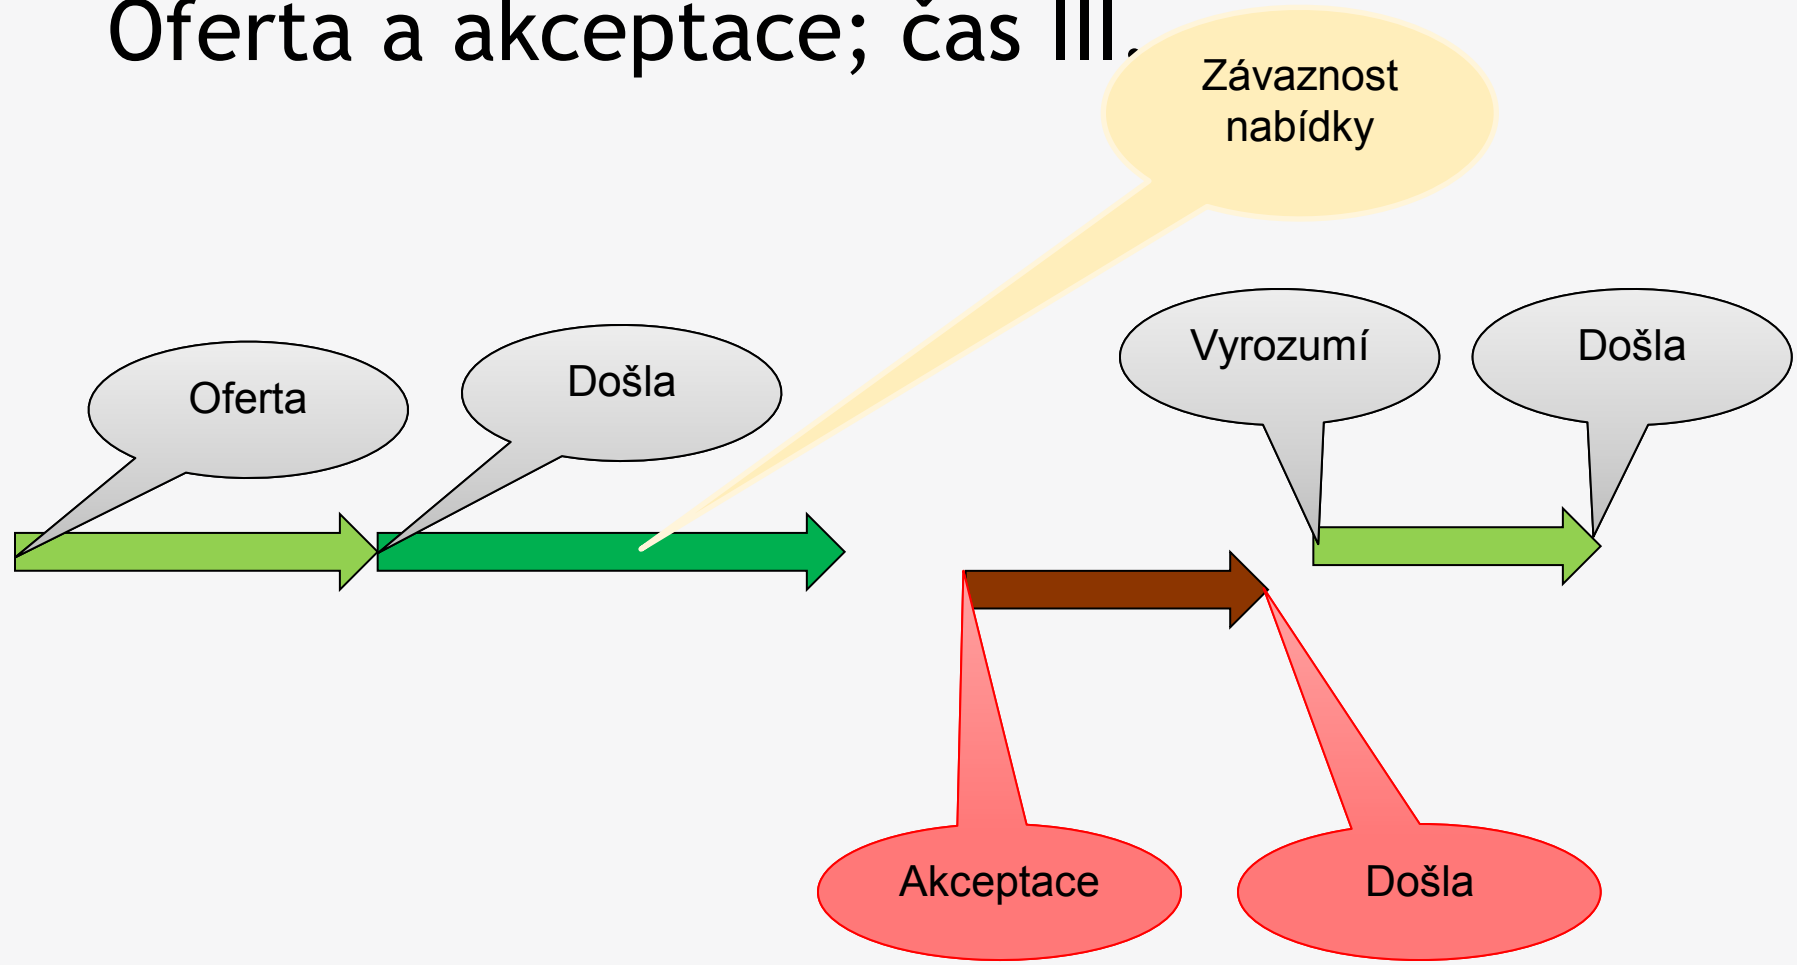 Oferta a akceptace; čas III.
Závaznost
nabídky
Oferta
Došla
Vyrozumí
Došla
Akceptace
Došla